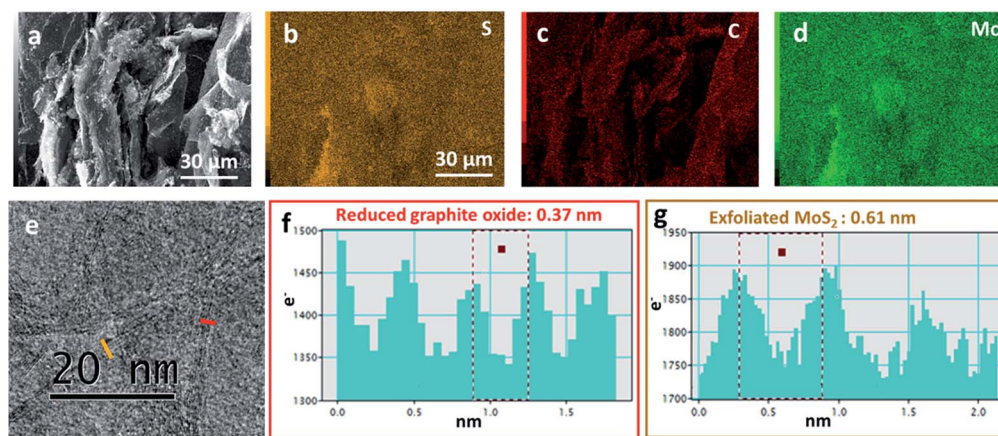 a
30 µm
b
S
30 µm
c
C
d
Mo
e
20 nm
f
Reduced graphite oxide: 0.37 nm
1500
1450
1400
1350
1300
e-
0.0 0.5 1.0 1.5
nm
g
Exfoliated MoS₂ : 0.61 nm
1950
1900
1850
1800
1750
1700
e-
0.0 0.5 1.0 1.5 2.0
nm